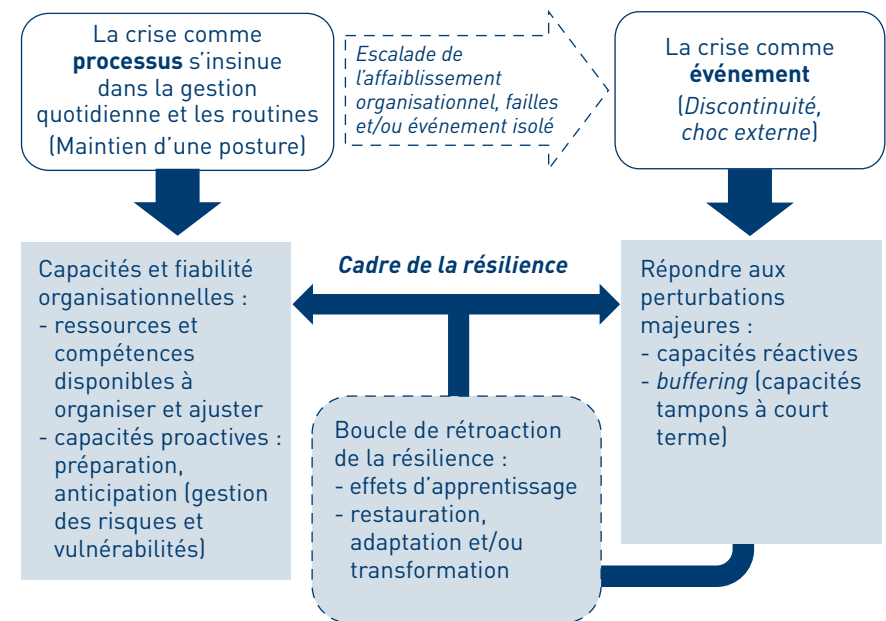 La crise comme
processus s’insinue
dans la gestion
quotidienne et les routines
(Maintien d’une posture)
Escalade de
l’affaiblissement
organisationnel, failles
et/ou événement isolé
La crise comme
événement
(Discontinuité,
choc externe)
Cadre de la résilience
Capacités et fiabilité
organisationnelles :
- ressources et
compétences
disponibles à
organiser et ajuster
- capacités proactives :
préparation,
anticipation (gestion
des risques et
vulnérabilités)
Boucle de rétroaction
de la résilience :
- effets d’apprentissage
- restauration,
adaptation et/ou
transformation
Répondre aux
perturbations
majeures :
- capacités réactives
- buffering (capacités
tampons à court
terme)